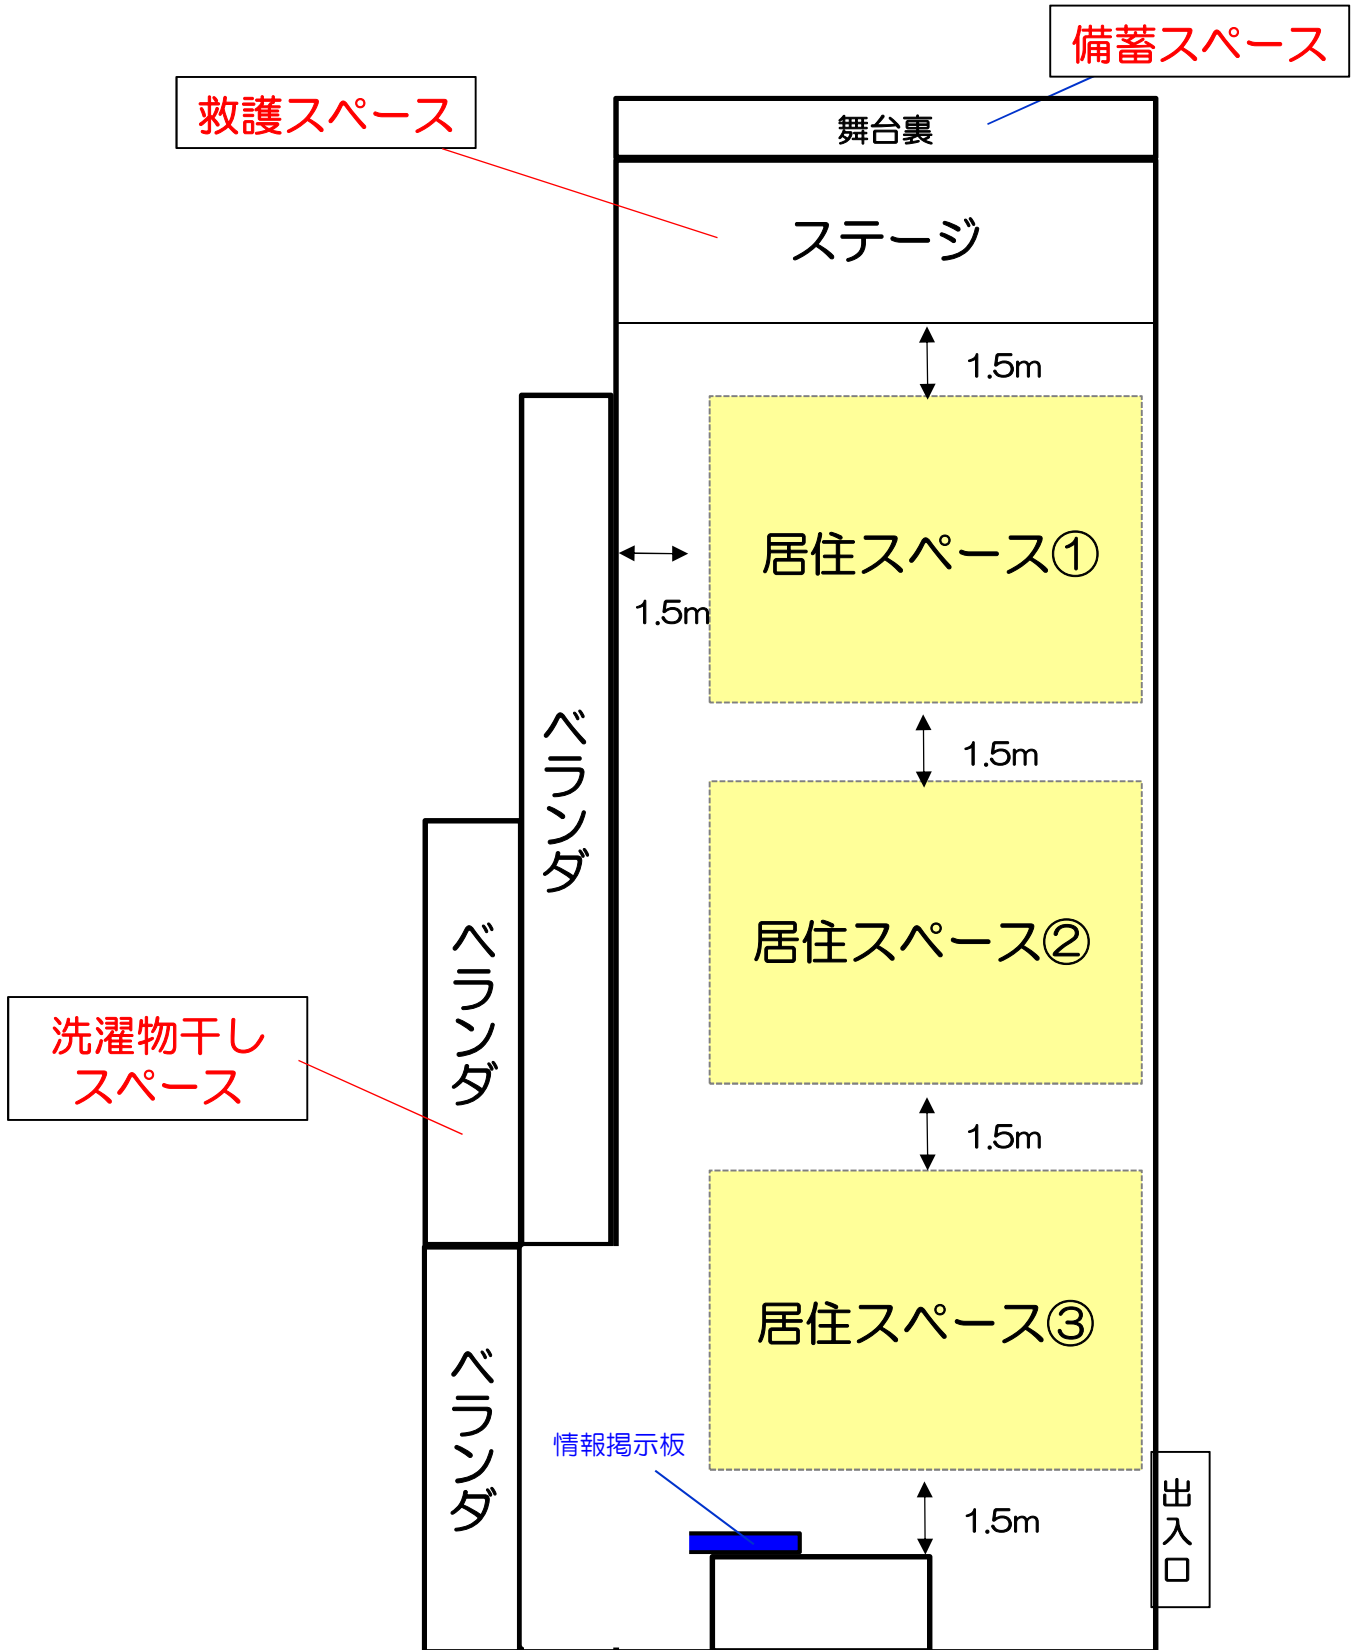 備蓄スペース
救護スペース
舞台裏
ステージ
1.5m
居住スペース①
1.5m
ベランダ
1.5m
居住スペース②
ベランダ
洗濯物干し
スペース
1.5m
居住スペース③
ベランダ
情報掲示板
出入口
1.5m